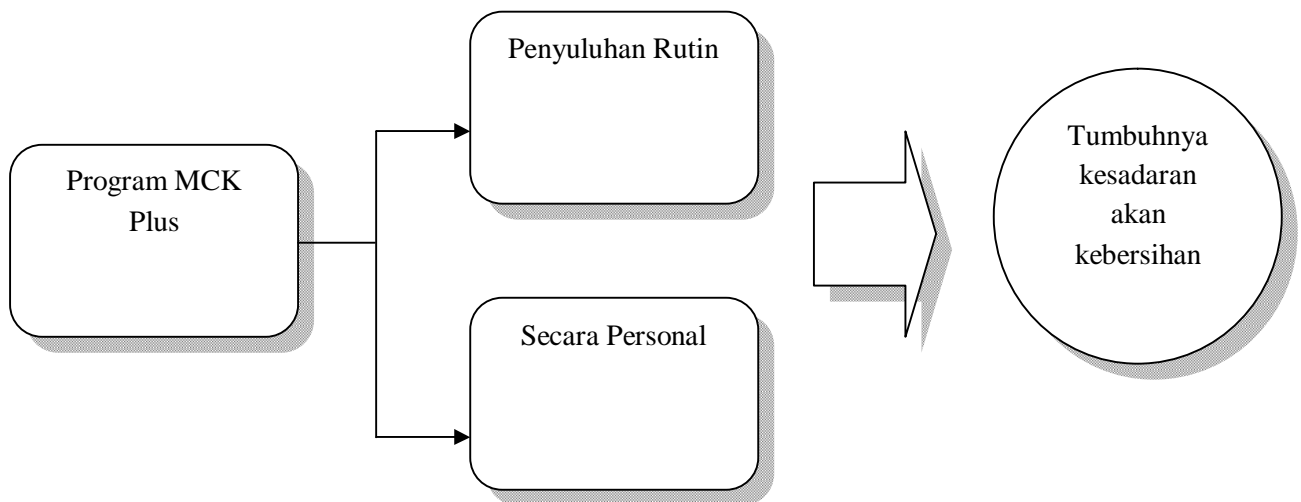 Program MCK
Plus
Penyuluhan Rutin
Secara Personal
Tumbuhnya
kesadaran
akan
kebersihan